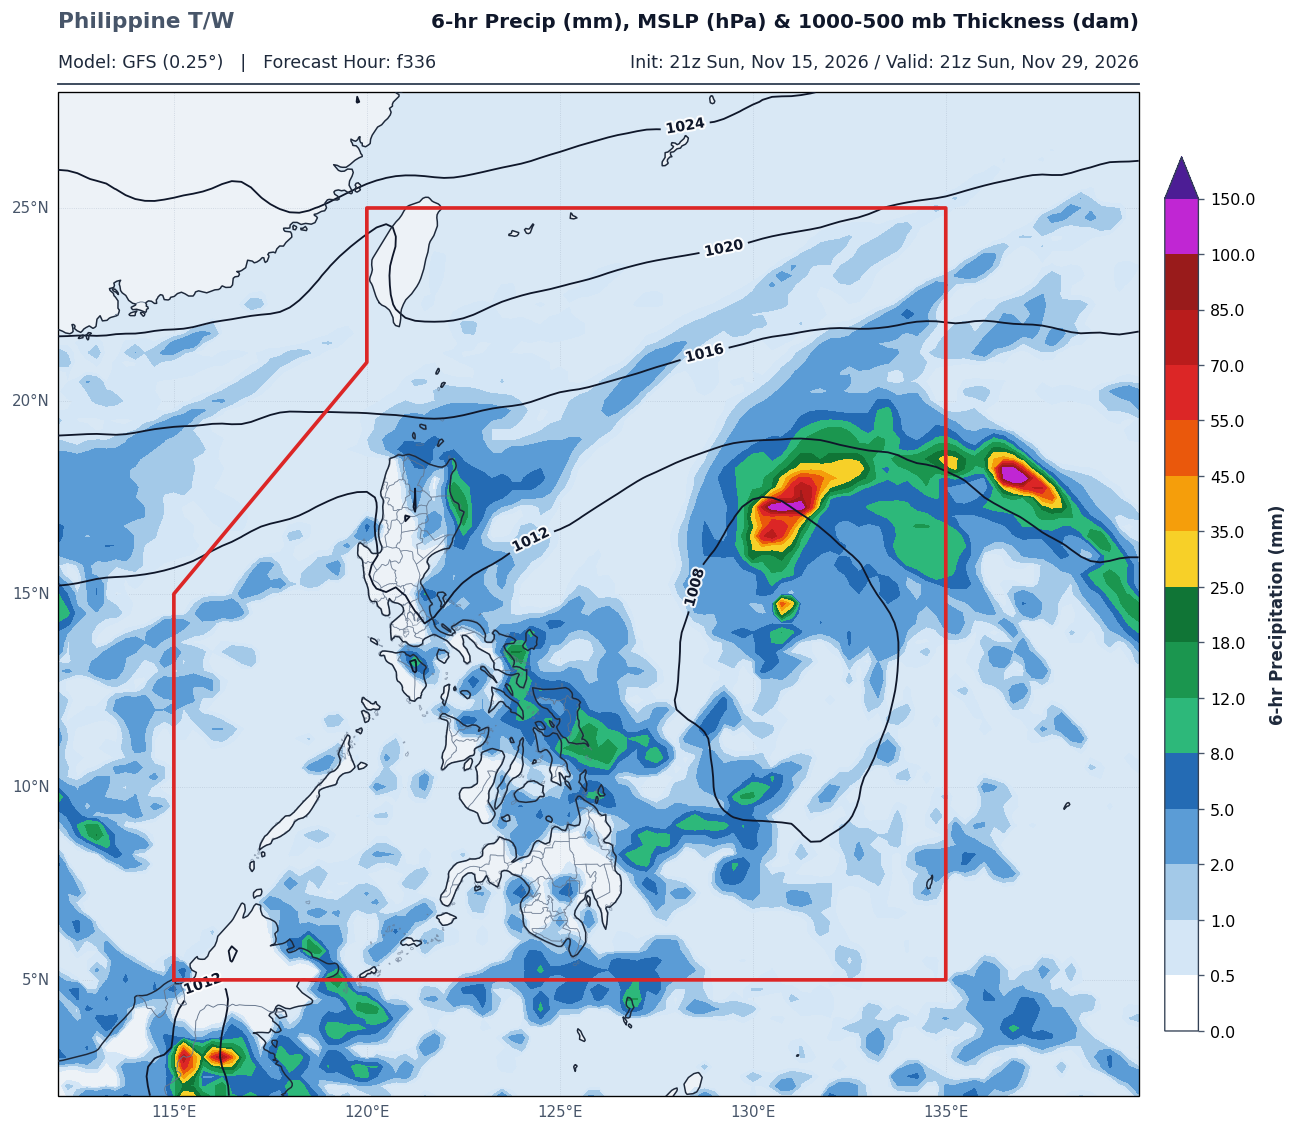 Philippine T/W
6-hr Precip (mm), MSLP (hPa) & 1000-500 mb Thickness (dam)
Model: GFS (0.25°) | Forecast Hour: f336
Init: 21z Sun, Nov 15, 2026 / Valid: 21z Sun, Nov 29, 2026
1024
1020
1016
1012
1008
1012
25°N
20°N
15°N
10°N
5°N
115°E
120°E
125°E
130°E
135°E
150.0
100.0
85.0
70.0
55.0
45.0
35.0
25.0
18.0
12.0
8.0
5.0
2.0
1.0
0.5
0.0
6-hr Precipitation (mm)